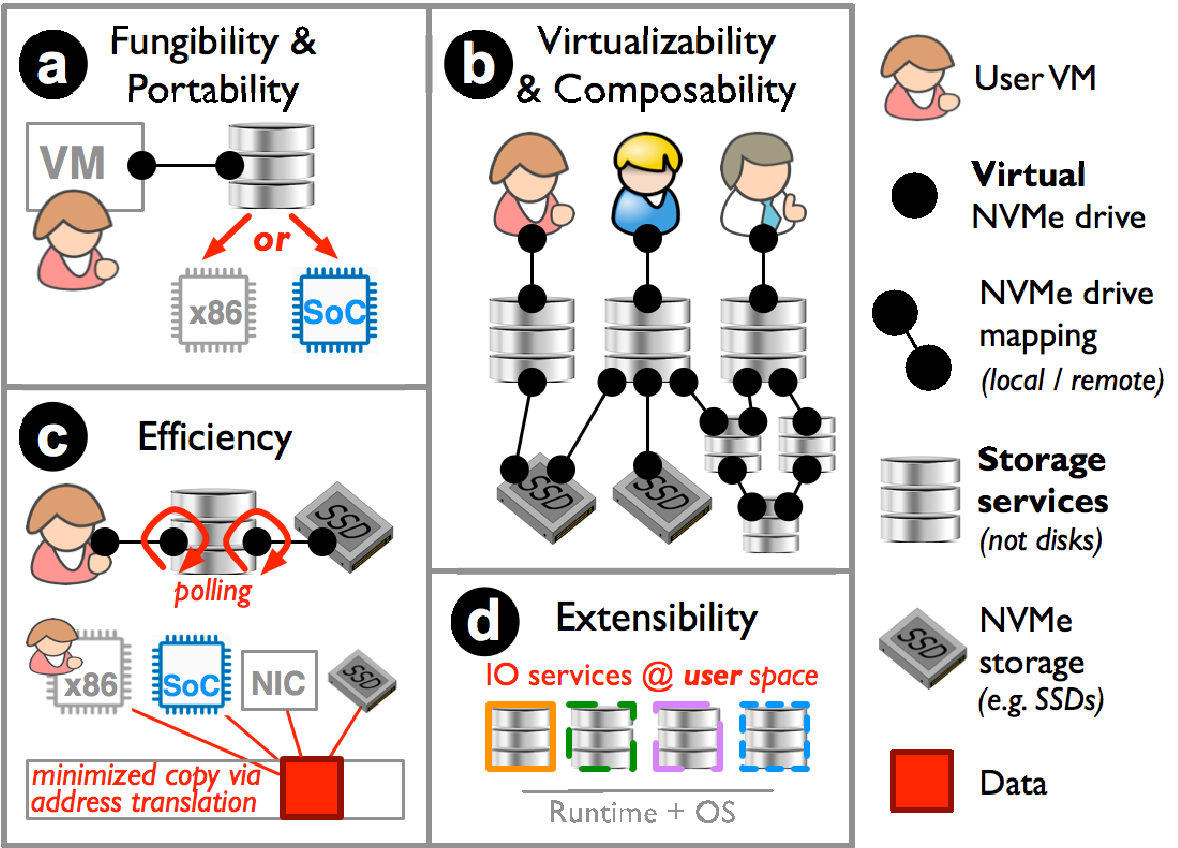 a
Fungibility &
Portability
VM
or
x86
SoC
b
Virtualizability
& Composability
SSD
SSD
c
Efficiency
SSD
polling
x86
SoC
NIC
SSD
minimized copy via
address translation
d
Extensibility
IO services @ user space
Runtime + OS
User VM
Virtual
NVMe drive
NVMe drive
mapping
(local / remote)
Storage
services
(not disks)
SSD
NVMe
storage
(e.g. SSDs)
Data